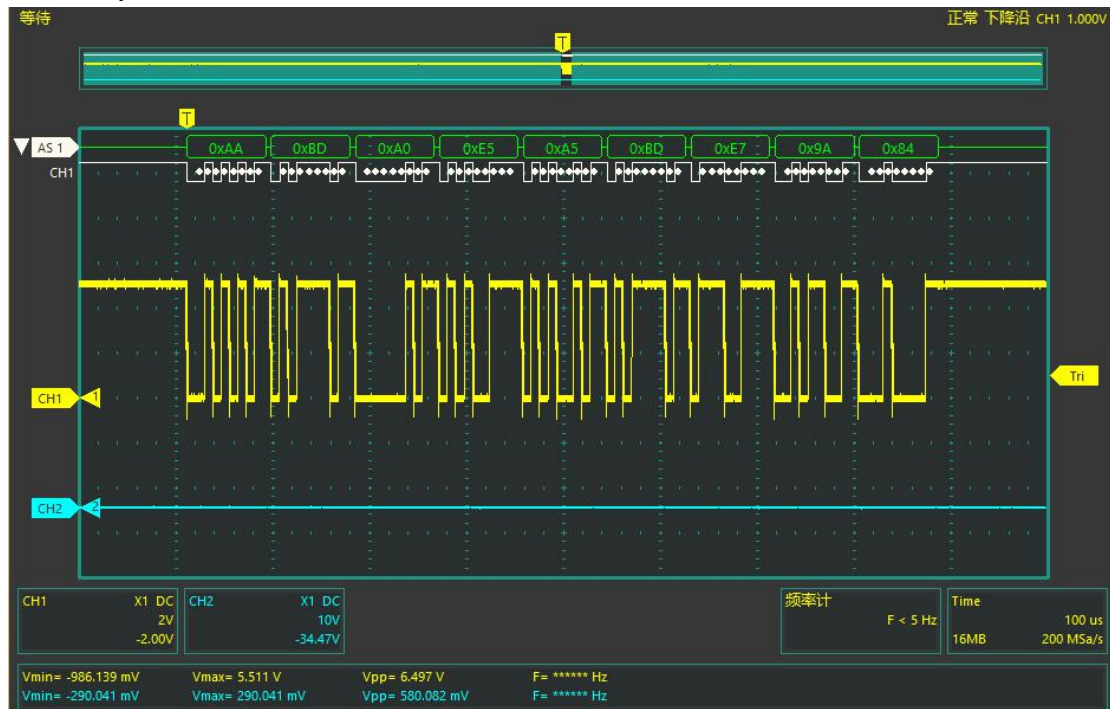 等待
正常 下降沿 CH1 1.000V
T
T
AS 1
0xAA 0xBD 0xA0 0xE5 0xA5 0xBD 0xE7 0x9A 0x84
CH1
Tri
CH1 1
CH2 2
CH1 X1 DC
2V
-2.00V
CH2 X1 DC
10V
-34.47V
频率计
F < 5 Hz
Time
100 us
16MB 200 MSa/s
Vmin= -986.139 mV Vmax= 5.511 V Vpp= 6.497 V F= ****** Hz
Vmin= -290.041 mV Vmax= 290.041 mV Vpp= 580.082 mV F= ****** Hz